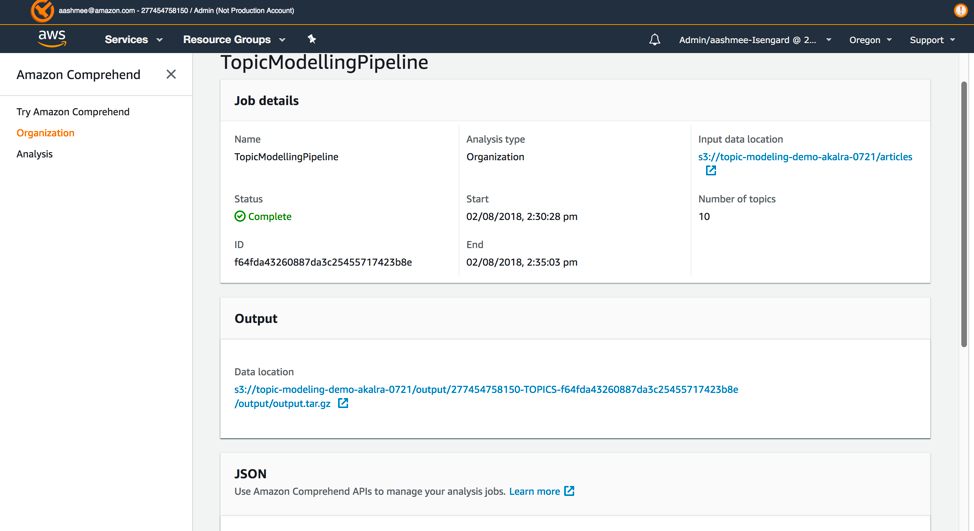 aashmee@amazon.com - 277454758150 / Admin (Not Production Account)
aws Services Resource Groups Admin/aashmee-Isengard @ 2... Oregon Support
Amazon Comprehend
Try Amazon Comprehend
Organization
Analysis
TopicModellingPipeline
Job details
Name Analysis type Input data location
TopicModellingPipeline Organization s3://topic-modeling-demo-akalra-0721/articles
Status Start Number of topics
Complete 02/08/2018, 2:30:28 pm 10
ID End
f64fda43260887da3c25455717423b8e 02/08/2018, 2:35:03 pm
Output
Data location
s3://topic-modeling-demo-akalra-0721/output/277454758150-TOPICS-f64fda43260887da3c25455717423b8e
/output/output.tar.gz
JSON
Use Amazon Comprehend APIs to manage your analysis jobs. Learn more